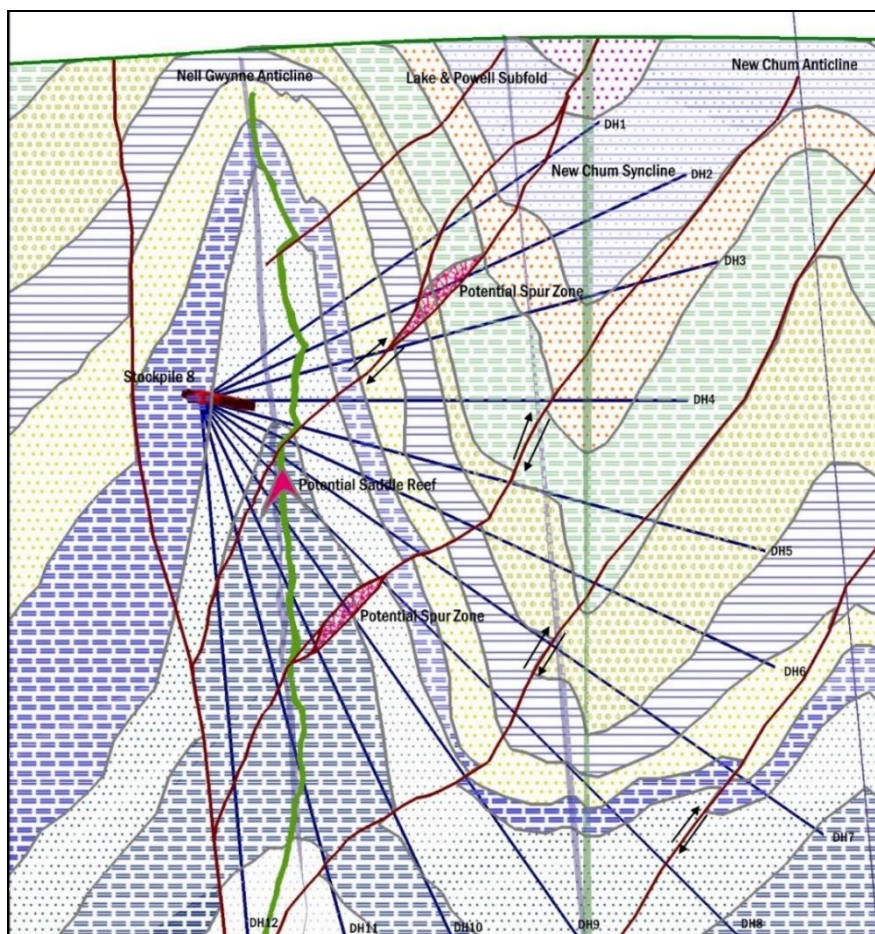 Nell Gwynne Anticline
Lake & Powell Subfold
New Chum Anticline
DH1
New Chum Syncline
DH2
DH3
Potential Spur Zone
Stockpile 8
DH4
Potential Saddle Reef
DH5
Potential Spur Zone
DH6
DH7
DH12
DH11
DH10
DH9
DH8